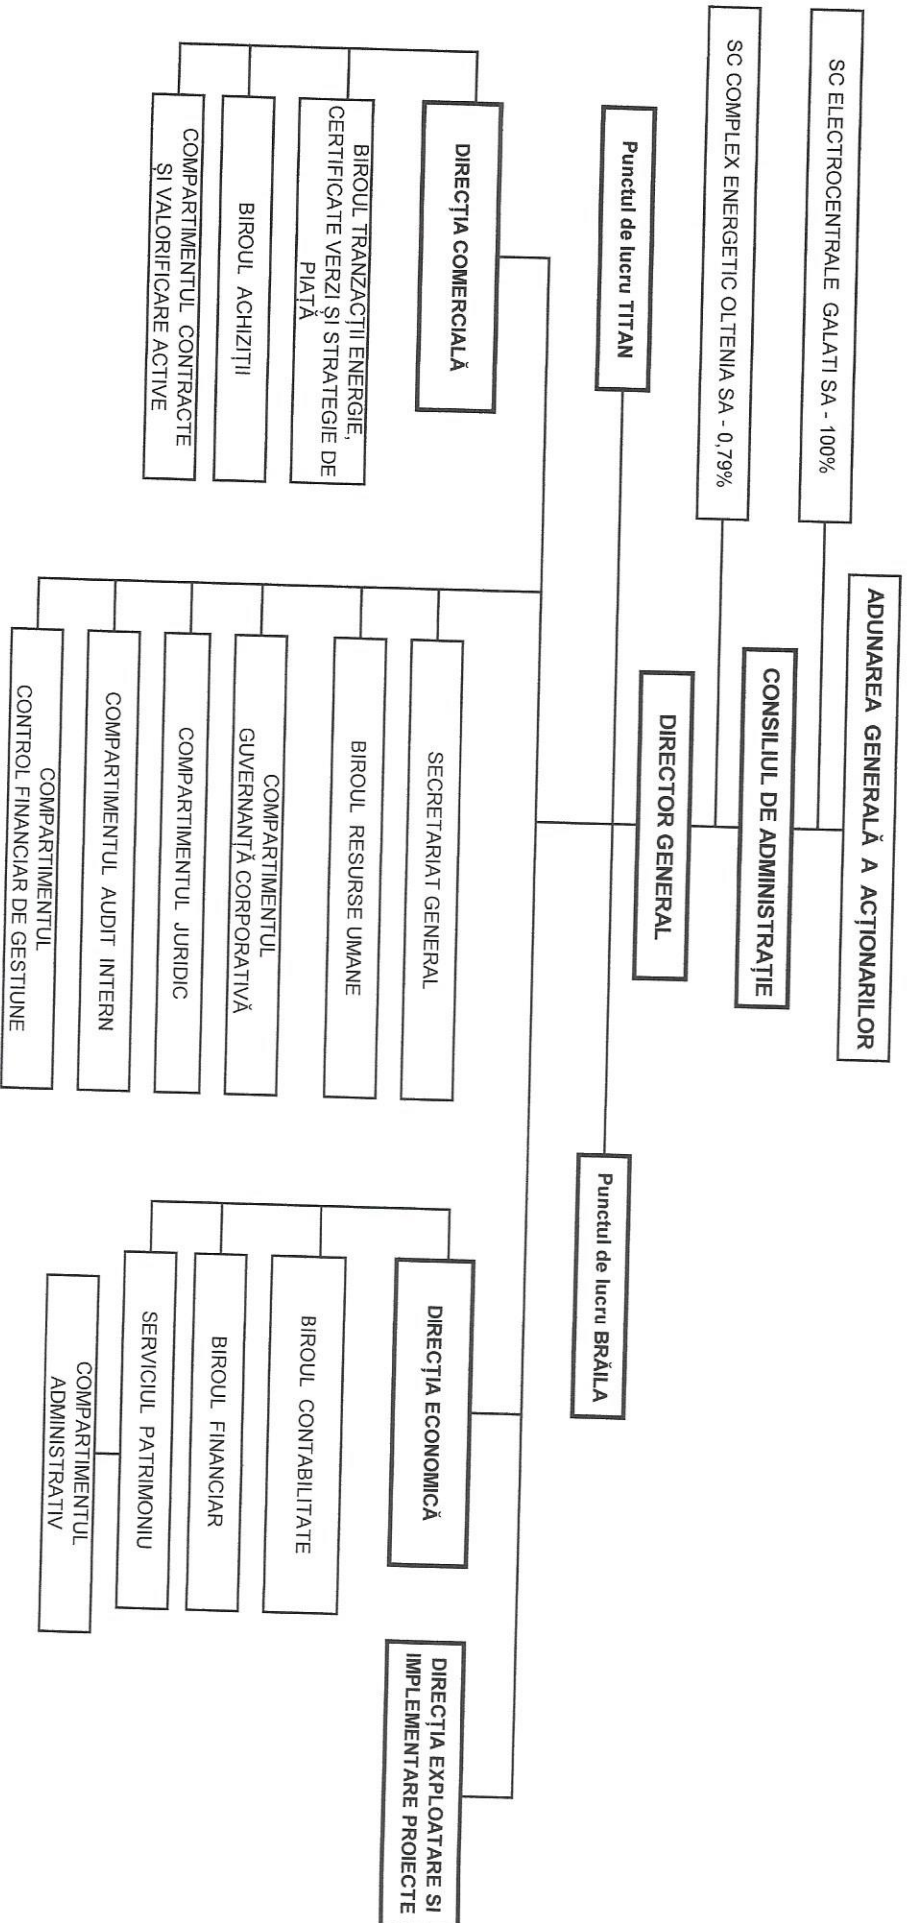 ADUNAREA GENERALĂ A ACȚIONARILOR
SC ELECTROCENTRALE GALATI SA - 100%
CONSILIUL DE ADMINISTRAȚIE
SC COMPLEX ENERGETIC OLTENIA SA - 0,79%
DIRECTOR GENERAL
Punctul de lucru TITAN
Punctul de lucru BRĂILA
DIRECȚIA COMERCIALĂ
BIROUL TRANZACȚII ENERGIE,
CERTIFICATE VERZI ȘI STRATEGIE DE
PIAȚĂ
BIROUL ACHIZIȚII
COMPARTIMENTUL CONTRACTE
ȘI VALORIFICARE ACTIVE
SECRETARIAT GENERAL
BIROUL RESURSE UMANE
COMPARTIMENTUL
GUVERNANȚĂ CORPORATIVĂ
COMPARTIMENTUL JURIDIC
COMPARTIMENTUL AUDIT INTERN
COMPARTIMENTUL
CONTROL FINANCIAR DE GESTIUNE
DIRECȚIA ECONOMICĂ
BIROUL CONTABILITATE
BIROUL FINANCIAR
SERVICIUL PATRIMONIU
COMPARTIMENTUL
ADMINISTRATIV
DIRECȚIA EXPLOATARE SI
IMPLEMENTARE PROIECTE